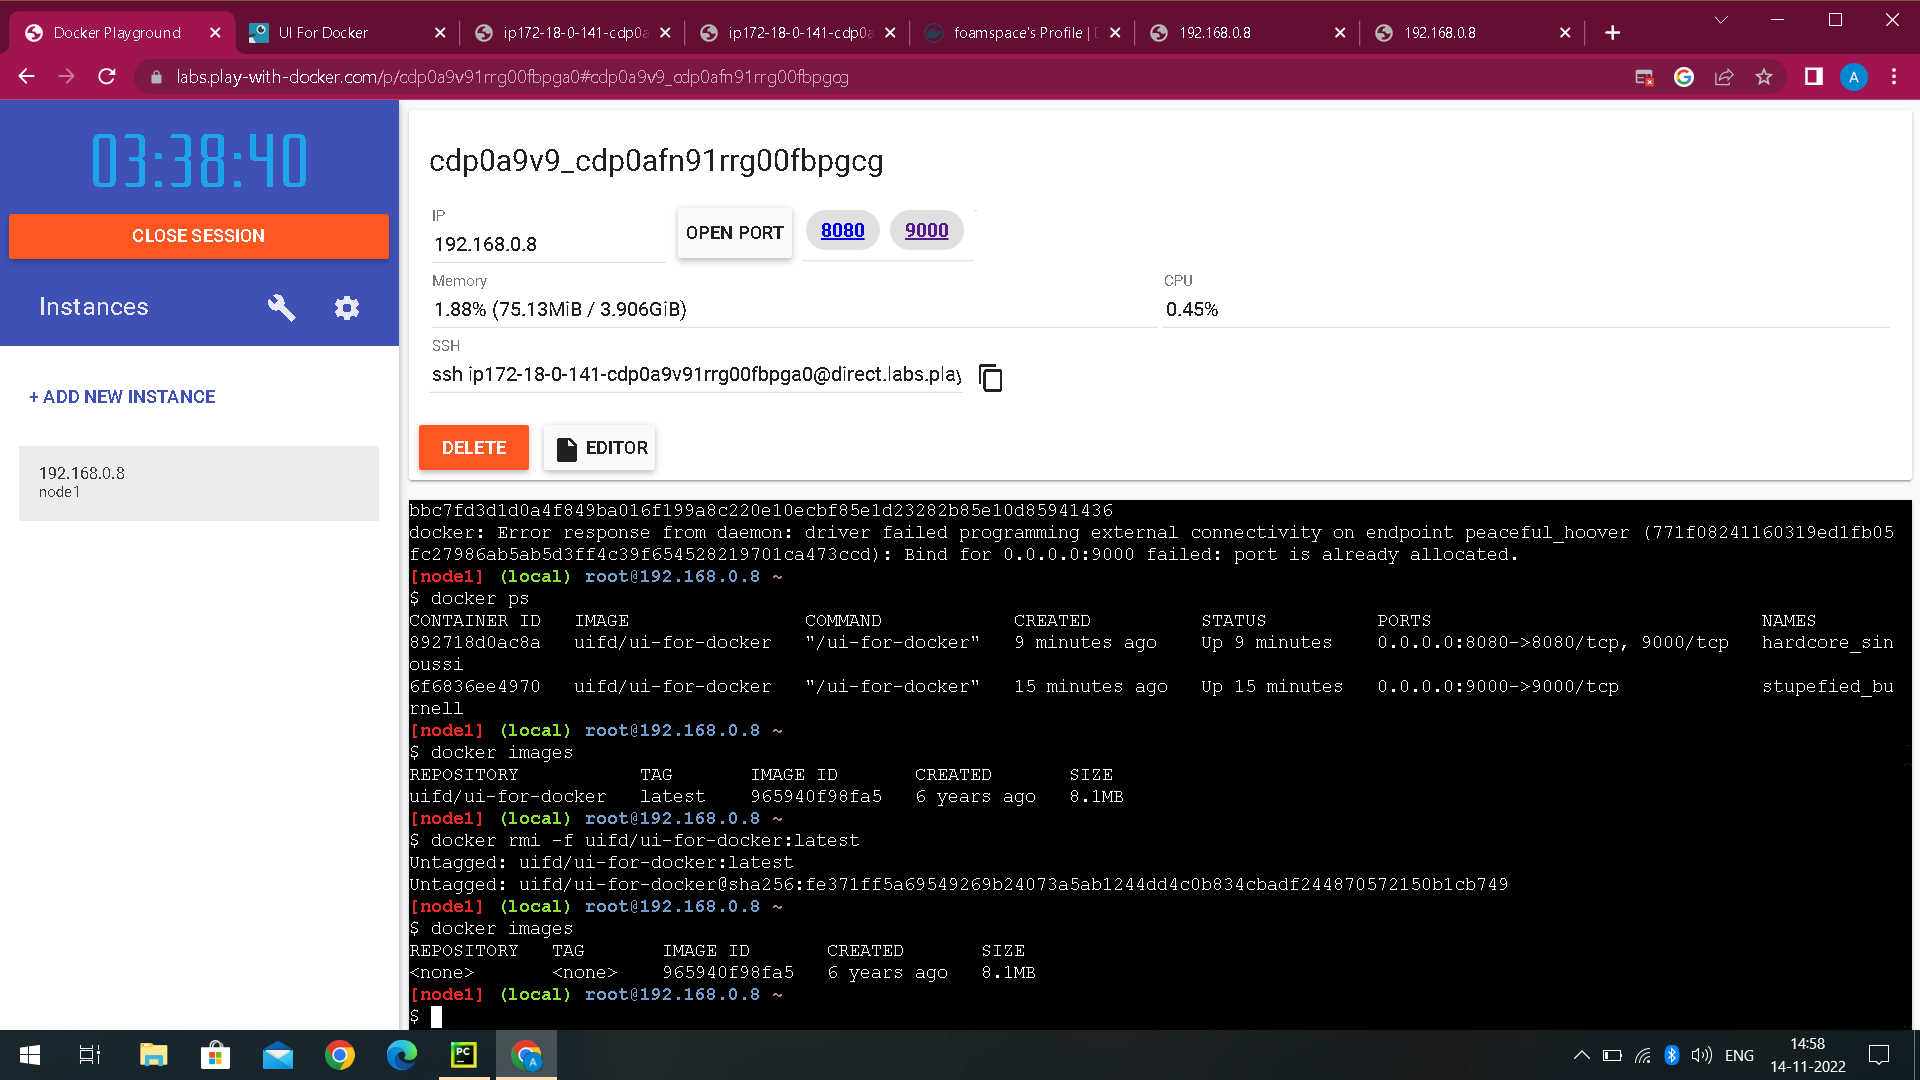 Docker Playground
UI For Docker
ip172-18-0-141-cdp0a
ip172-18-0-141-cdp0a
foamspace's Profile |
192.168.0.8
192.168.0.8
labs.play-with-docker.com/p/cdp0a9v91rrg00fbpga0#cdp0a9v9_cdp0afn91rrg00fbpgcg
A
03:38:40
CLOSE SESSION
Instances
+ ADD NEW INSTANCE
192.168.0.8
node1
cdp0a9v9_cdp0afn91rrg00fbpgcg
IP
192.168.0.8
OPEN PORT
8080
9000
Memory
1.88% (75.13MiB / 3.906GiB)
CPU
0.45%
SSH
ssh ip172-18-0-141-cdp0a9v91rrg00fbpga0@direct.labs.play
DELETE
EDITOR
bbc7fd3d1d0a4f849ba016f199a8c220e10ecbf85e1d23282b85e10d85941436
docker: Error response from daemon: driver failed programming external connectivity on endpoint peaceful_hoover (771f08241160319ed1fb05
fc27986ab5ab5d3ff4c39f654528219701ca473ccd): Bind for 0.0.0.0:9000 failed: port is already allocated.
[node1] (local) root@192.168.0.8 ~
$ docker ps
CONTAINER ID   IMAGE                COMMAND            CREATED          STATUS          PORTS                              NAMES
892718d0ac8a   uifd/ui-for-docker   "/ui-for-docker"   9 minutes ago    Up 9 minutes    0.0.0.0:8080->8080/tcp, 9000/tcp   hardcore_sin
oussi
6f6836ee4970   uifd/ui-for-docker   "/ui-for-docker"   15 minutes ago   Up 15 minutes   0.0.0.0:9000->9000/tcp             stupefied_bu
rnell
[node1] (local) root@192.168.0.8 ~
$ docker images
REPOSITORY           TAG       IMAGE ID       CREATED       SIZE
uifd/ui-for-docker   latest    965940f98fa5   6 years ago   8.1MB
[node1] (local) root@192.168.0.8 ~
$ docker rmi -f uifd/ui-for-docker:latest
Untagged: uifd/ui-for-docker:latest
Untagged: uifd/ui-for-docker@sha256:fe371ff5a69549269b24073a5ab1244dd4c0b834cbadf244870572150b1cb749
[node1] (local) root@192.168.0.8 ~
$ docker images
REPOSITORY   TAG       IMAGE ID       CREATED       SIZE
<none>       <none>    965940f98fa5   6 years ago   8.1MB
[node1] (local) root@192.168.0.8 ~
$
PC
A
ENG
14:58
14-11-2022